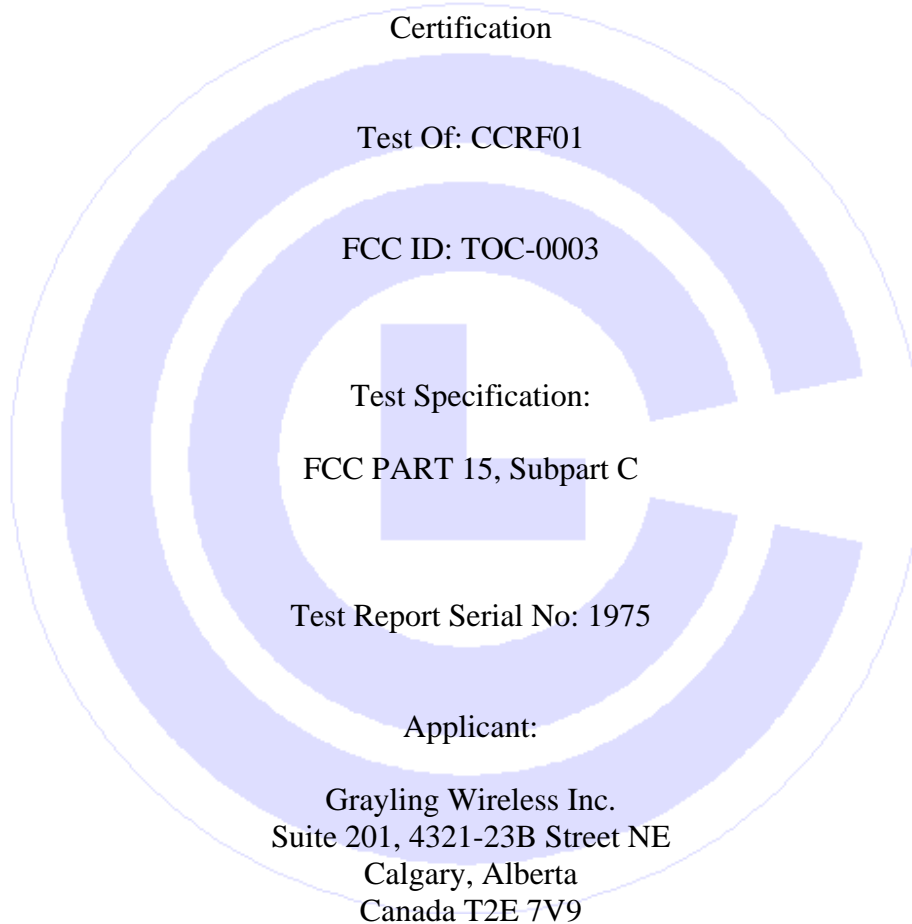 Certification
Test Of: CCRF01
FCC ID: TOC-0003
Test Specification:
FCC PART 15, Subpart C
Test Report Serial No: 1975
Applicant:
Grayling Wireless Inc.
Suite 201, 4321-23B Street NE
Calgary, Alberta
Canada T2E 7V9